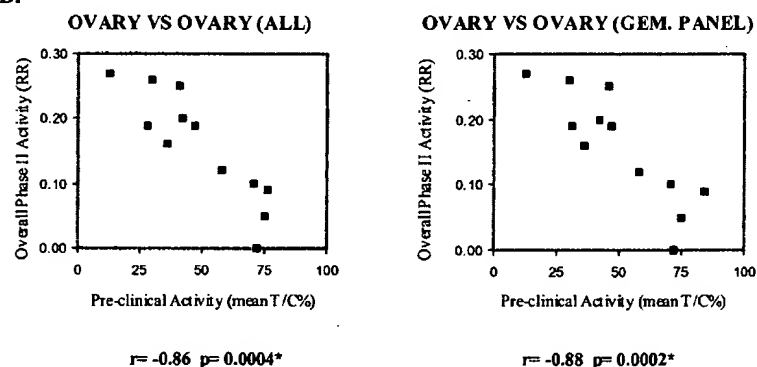 OVARY VS OVARY (ALL)
Overall Phase II Activity (RR)
0.30
0.20
0.10
0.00
0
25
50
75
100
Pre-clinical Activity (mean T/C%)
r= -0.86 p= 0.0004*
OVARY VS OVARY (GEM. PANEL)
Overall Phase II Activity (RR)
0.30
0.20
0.10
0.00
0
25
50
75
100
Pre-clinical Activity (mean T/C%)
r= -0.88 p= 0.0002*